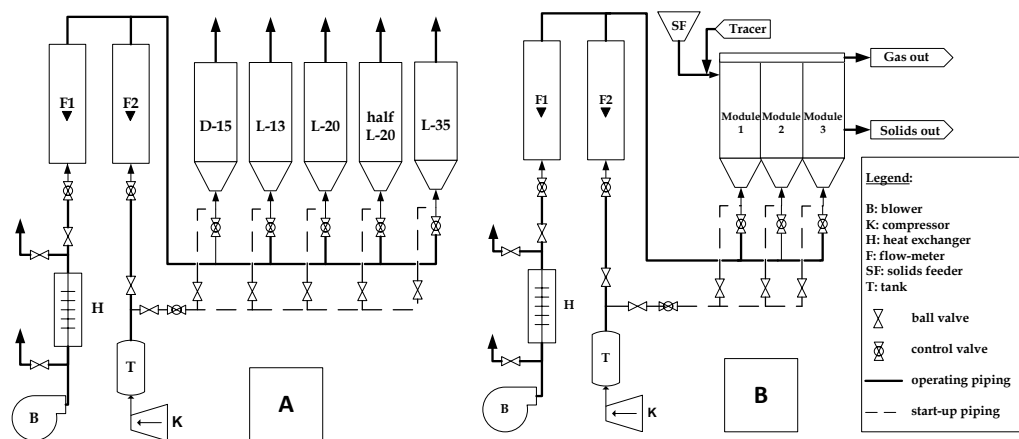 F1
F2
D-15
L-13
L-20
half
L-20
L-35
H
T
B
K
A
F1
F2
SF
Tracer
Gas out
Module
1
Module
2
Module
3
Solids out
H
T
B
K
B
Legend:
B: blower
K: compressor
H: heat exchanger
F: flow-meter
SF: solids feeder
T: tank
ball valve
control valve
operating piping
start-up piping